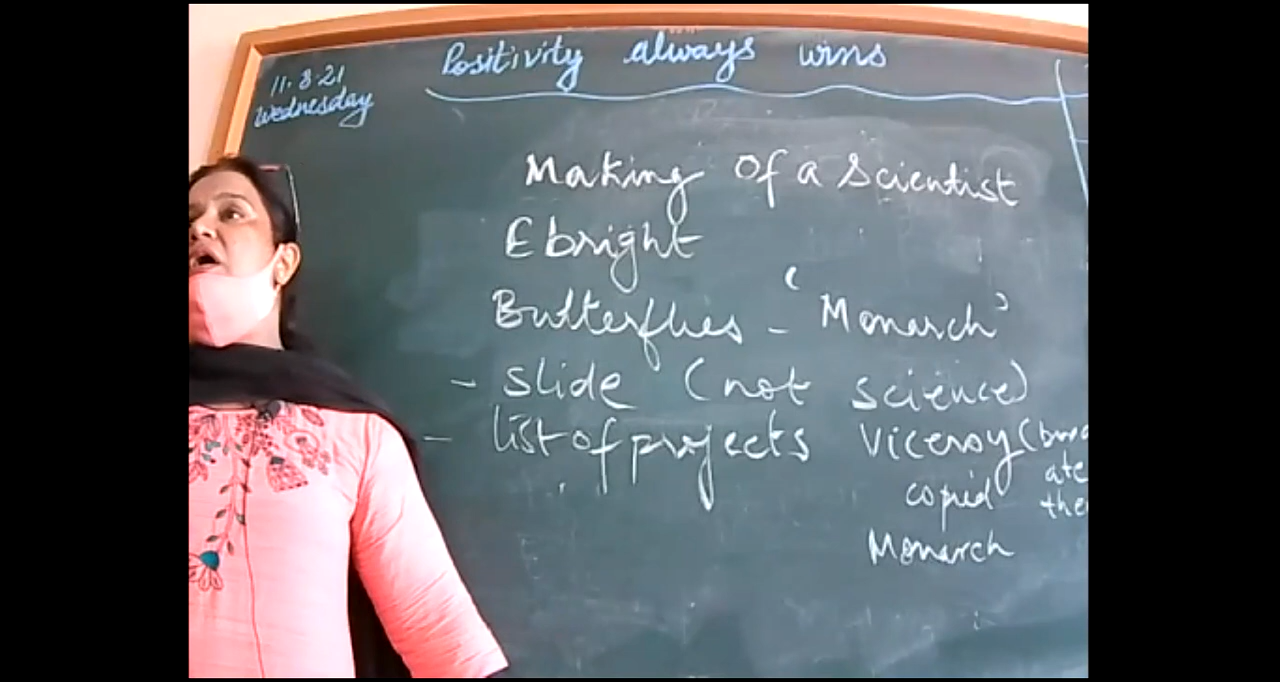 11.8.21
Wednesday
Positivity always wins
Making Of a Scientist
Ebright
Butterflies - 'Monarch'
- Slide (not science)
- list of projects Viceroy (
ate
copied
Monarch